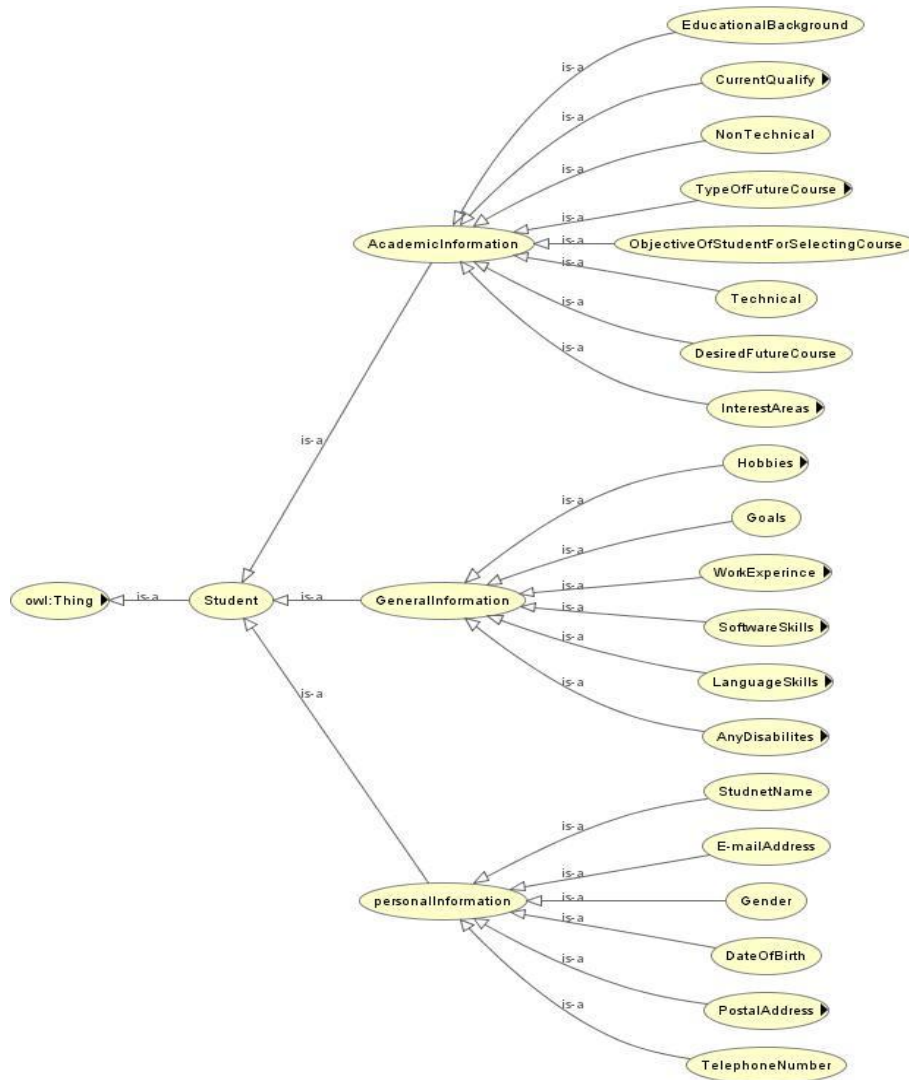 EducationalBackground
is-a
CurrentQualify
is-a
NonTechnical
is-a
TypeOfFutureCourse
is-a
AcademicInformation
is-a
ObjectiveOfStudentForSelectingCourse
is-a
Technical
is-a
DesiredFutureCourse
is-a
InterestAreas
is-a
Hobbies
is-a
Goals
is-a
WorkExperince
is-a
owl:Thing
is-a
Student
is-a
GeneralInformation
is-a
SoftwareSkills
LanguageSkills
is-a
is-a
AnyDisabilites
StudnetName
is-a
E-mailAddress
is-a
personalInformation
is-a
Gender
is-a
DateOfBirth
is-a
PostalAddress
is-a
TelephoneNumber